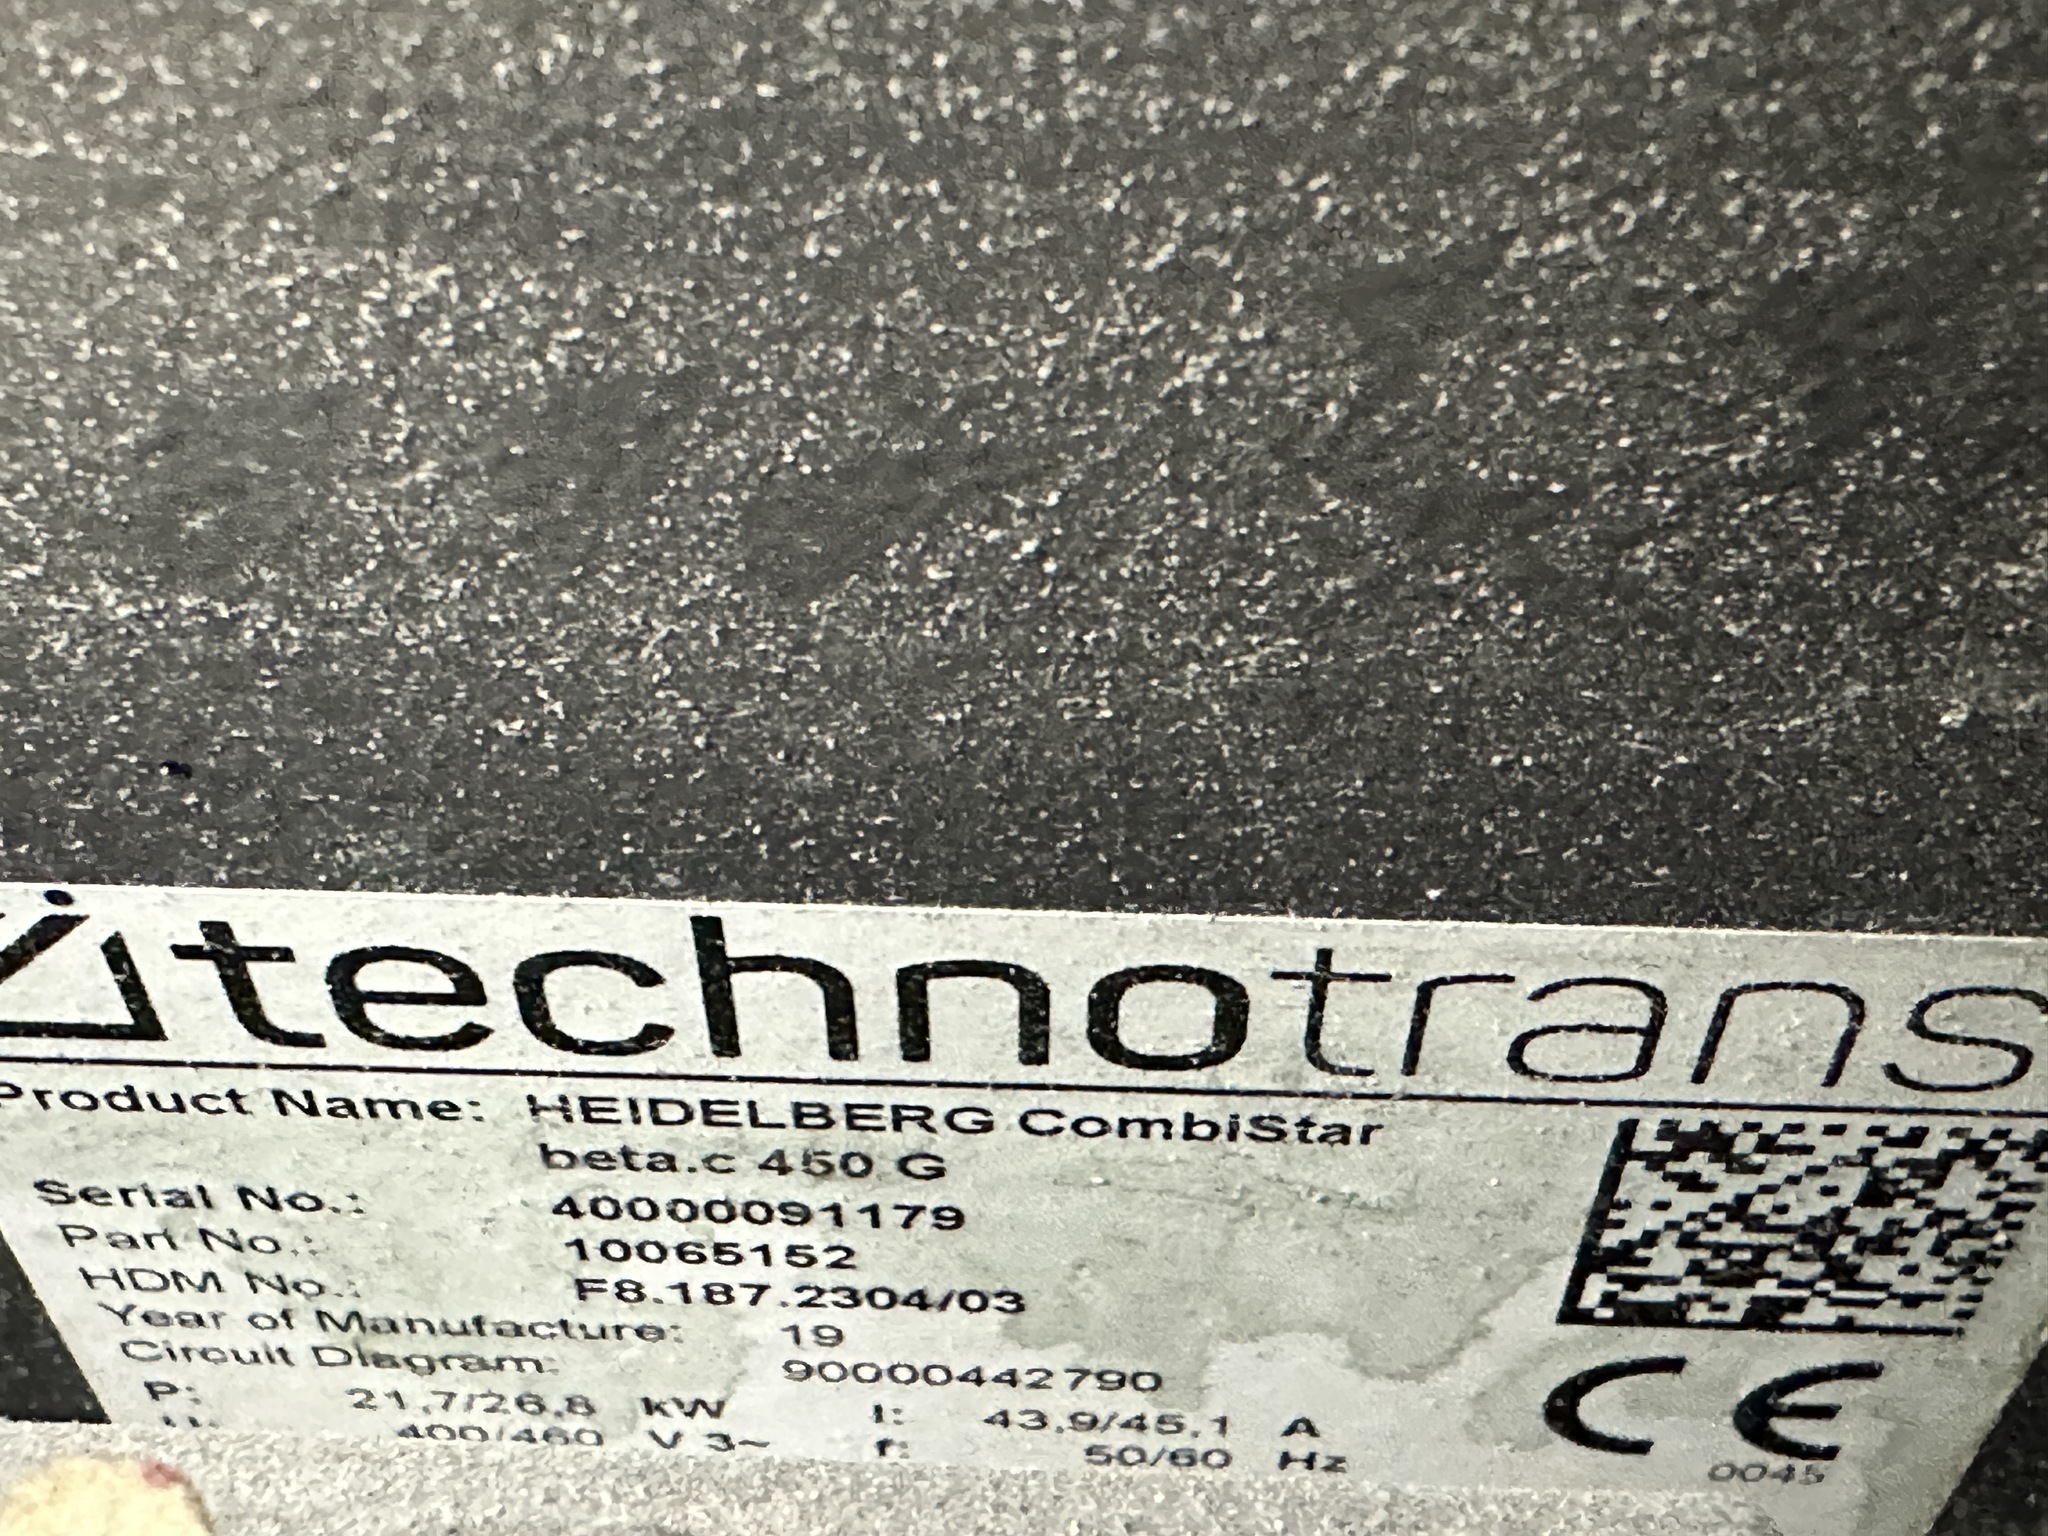 technotrans
Product Name: HEIDELBERG CombiStar
beta.c 450 G
Serial No.: 40000091179
Part No.: 10065152
HDM No.: F8.187.2304/03
Year of Manufacture: 19
Circuit Diagram: 90000442790
P: 21,7/26,8 kW I: 43,9/45,1 A
400/460 V 3~ f: 50/60 Hz
CE
0045